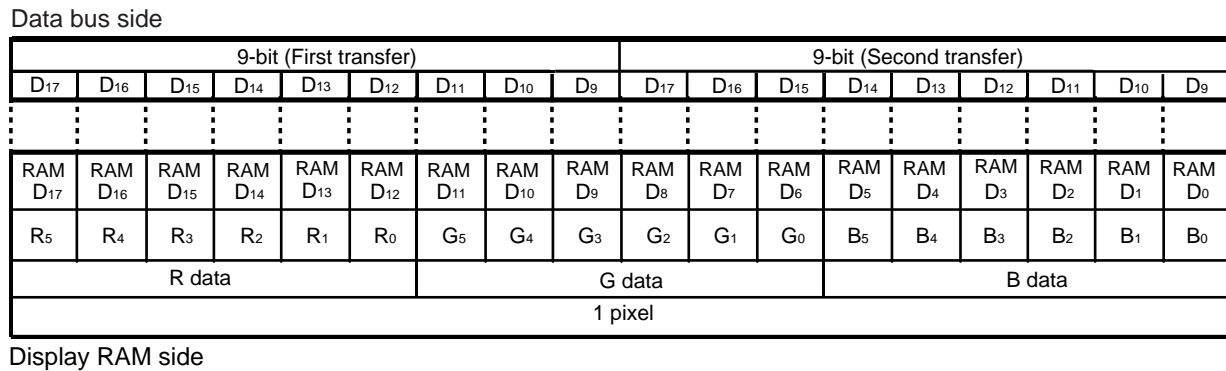 Data bus side
9-bit (First transfer) 9-bit (Second transfer)
D17 D16 D15 D14 D13 D12 D11 D10 D9 D17 D16 D15 D14 D13 D12 D11 D10 D9
RAM RAM RAM RAM RAM RAM RAM RAM RAM RAM RAM RAM RAM RAM RAM RAM RAM RAM
D17 D16 D15 D14 D13 D12 D11 D10 D9 D8 D7 D6 D5 D4 D3 D2 D1 D0
R5 R4 R3 R2 R1 R0 G5 G4 G3 G2 G1 G0 B5 B4 B3 B2 B1 B0
R data G data B data
1 pixel
Display RAM side